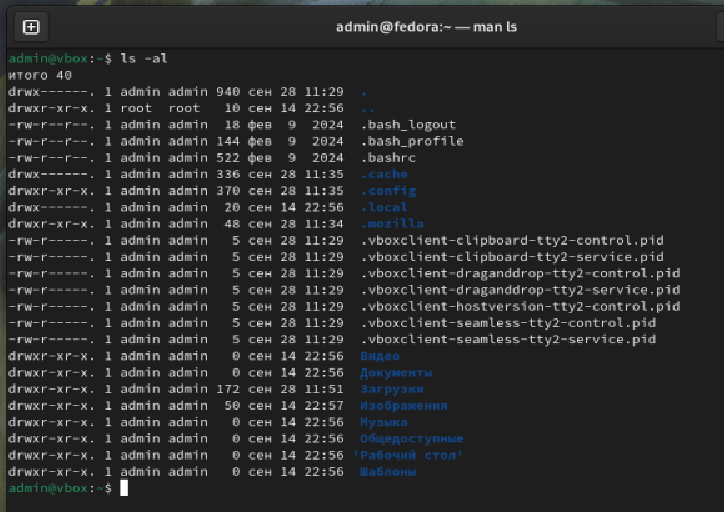 admin@fedora:~ — man ls
admin@vbox:~$ ls -al
итого 40
drwx------. 1 admin admin 940 сен 28 11:29 .
drwxr-xr-x. 1 root  root   10 сен 14 22:56 ..
-rw-r--r--. 1 admin admin  18 фев  9  2024 .bash_logout
-rw-r--r--. 1 admin admin 144 фев  9  2024 .bash_profile
-rw-r--r--. 1 admin admin 522 фев  9  2024 .bashrc
drwx------. 1 admin admin 336 сен 28 11:35 .cache
drwxr-xr-x. 1 admin admin 370 сен 28 11:35 .config
drwx------. 1 admin admin  20 сен 14 22:56 .local
drwxr-xr-x. 1 admin admin  48 сен 28 11:34 .mozilla
-rw-r-----. 1 admin admin   5 сен 28 11:29 .vboxclient-clipboard-tty2-control.pid
-rw-r-----. 1 admin admin   5 сен 28 11:29 .vboxclient-clipboard-tty2-service.pid
-rw-r-----. 1 admin admin   5 сен 28 11:29 .vboxclient-draganddrop-tty2-control.pid
-rw-r-----. 1 admin admin   5 сен 28 11:29 .vboxclient-draganddrop-tty2-service.pid
-rw-r-----. 1 admin admin   5 сен 28 11:29 .vboxclient-hostversion-tty2-control.pid
-rw-r-----. 1 admin admin   5 сен 28 11:29 .vboxclient-seamless-tty2-control.pid
-rw-r-----. 1 admin admin   5 сен 28 11:29 .vboxclient-seamless-tty2-service.pid
drwxr-xr-x. 1 admin admin   0 сен 14 22:56 Видео
drwxr-xr-x. 1 admin admin   0 сен 14 22:56 Документы
drwxr-xr-x. 1 admin admin 172 сен 28 11:51 Загрузки
drwxr-xr-x. 1 admin admin  50 сен 14 22:57 Изображения
drwxr-xr-x. 1 admin admin   0 сен 14 22:56 Музыка
drwxr-xr-x. 1 admin admin   0 сен 14 22:56 Общедоступные
drwxr-xr-x. 1 admin admin   0 сен 14 22:56 'Рабочий стол'
drwxr-xr-x. 1 admin admin   0 сен 14 22:56 Шаблоны
admin@vbox:~$